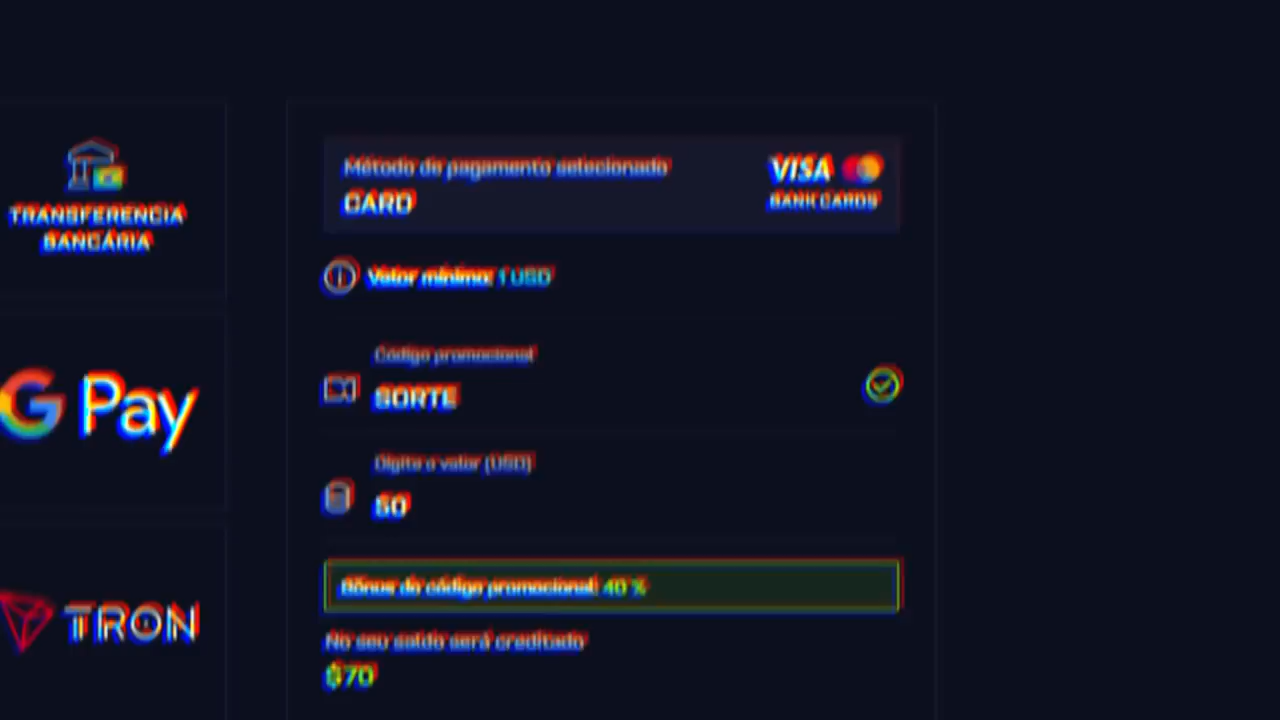 TRANSFERENCIA
BANCÁRIA
G Pay
TRON
Método de pagamento selecionado
CARD
VISA
BANK CARDS
Valor mínimo: 1 USD
Código promocional
SORTE
Digite o valor (USD)
50
Bônus do código promocional: 40 %
No seu saldo será creditado
$70